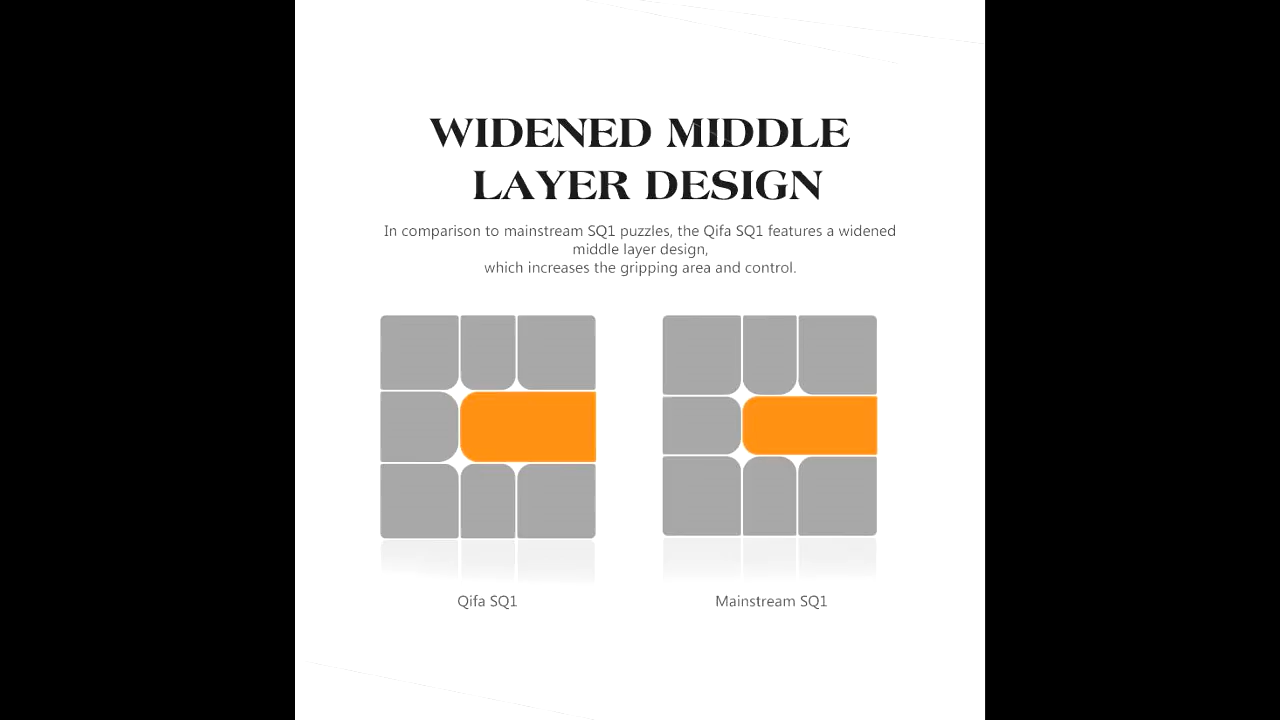 WIDENED MIDDLE
LAYER DESIGN
In comparison to mainstream SQ1 puzzles, the Qifa SQ1 features a widened
middle layer design,
which increases the gripping area and control.
Qifa SQ1
Mainstream SQ1